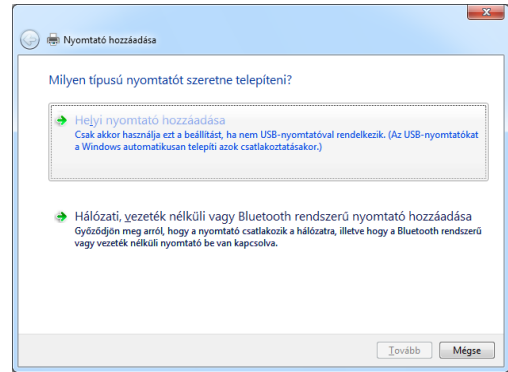 Nyomtató hozzáadása
Milyen típusú nyomtatót szeretne telepíteni?
Helyi nyomtató hozzáadása
Csak akkor használja ezt a beállítást, ha nem USB-nyomtatóval rendelkezik. (Az USB-nyomtatókat
a Windows automatikusan telepíti azok csatlakoztatásakor.)
Hálózati, vezeték nélküli vagy Bluetooth rendszerű nyomtató hozzáadása
Győződjön meg arról, hogy a nyomtató csatlakozik a hálózatra, illetve hogy a Bluetooth rendszerű
vagy vezeték nélküli nyomtató be van kapcsolva.
Tovább Mégse